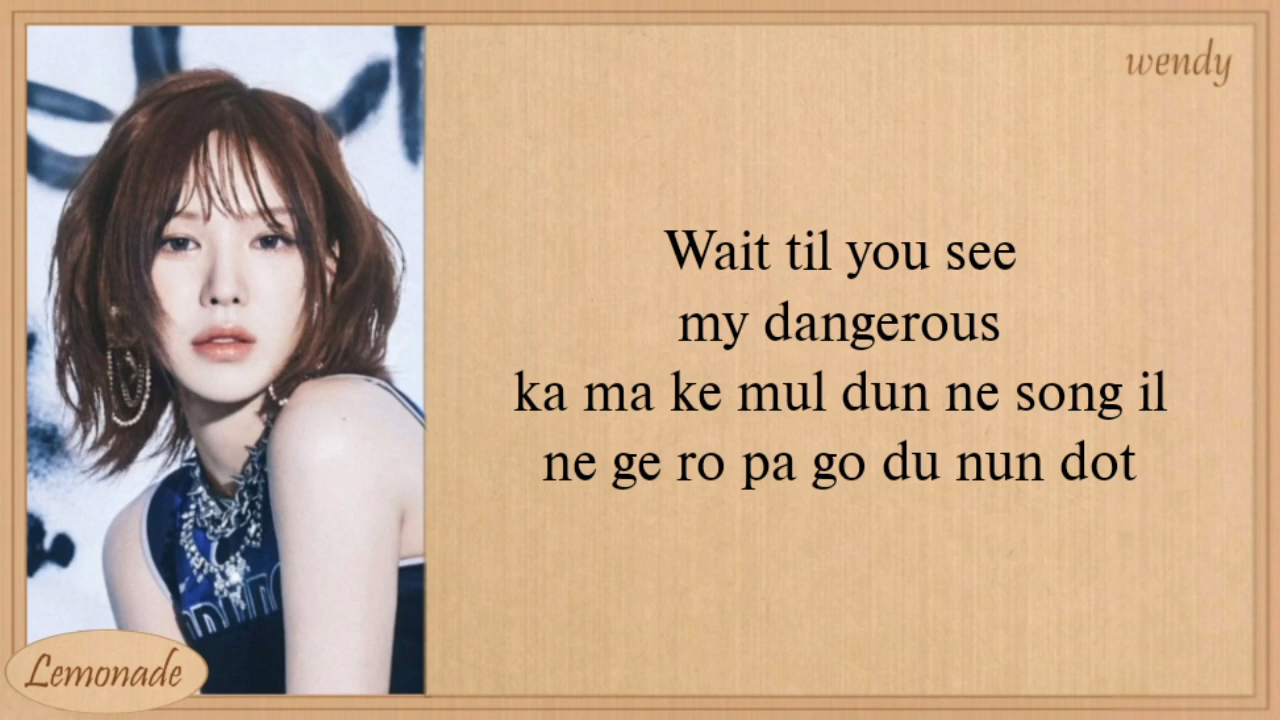 wendy
Wait til you see
my dangerous
ka ma ke mul dun ne song il
ne ge ro pa go du nun dot
Lemonade